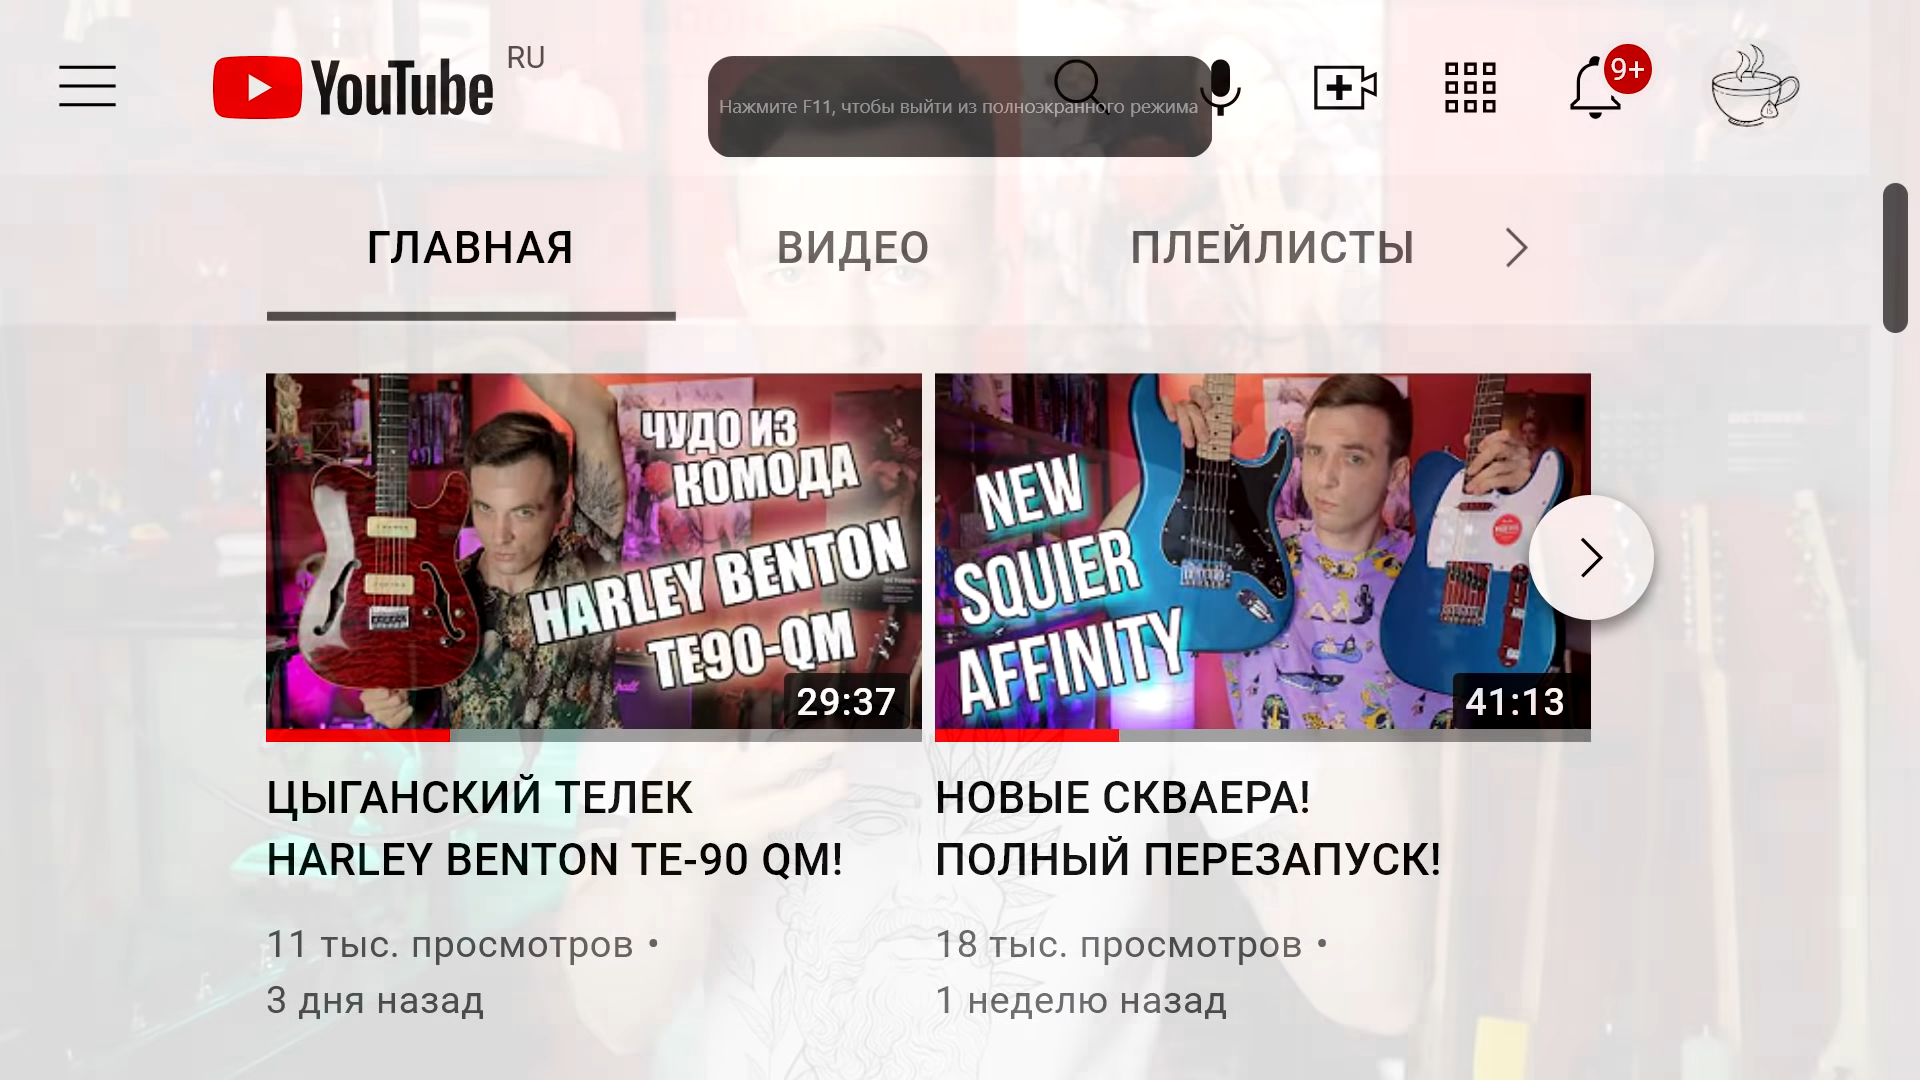 YouTube RU
Нажмите F11, чтобы выйти из полноэкранного режима
9+
ГЛАВНАЯ ВИДЕО ПЛЕЙЛИСТЫ
ЧУДО ИЗ
КОМОДА
HARLEY BENTON
TE90-QM
29:37
NEW
SQUIER
AFFINITY
41:13
ЦЫГАНСКИЙ ТЕЛЕК
HARLEY BENTON TE-90 QM!
11 тыс. просмотров •
3 дня назад
НОВЫЕ СКВАЕРА!
ПОЛНЫЙ ПЕРЕЗАПУСК!
18 тыс. просмотров •
1 неделю назад